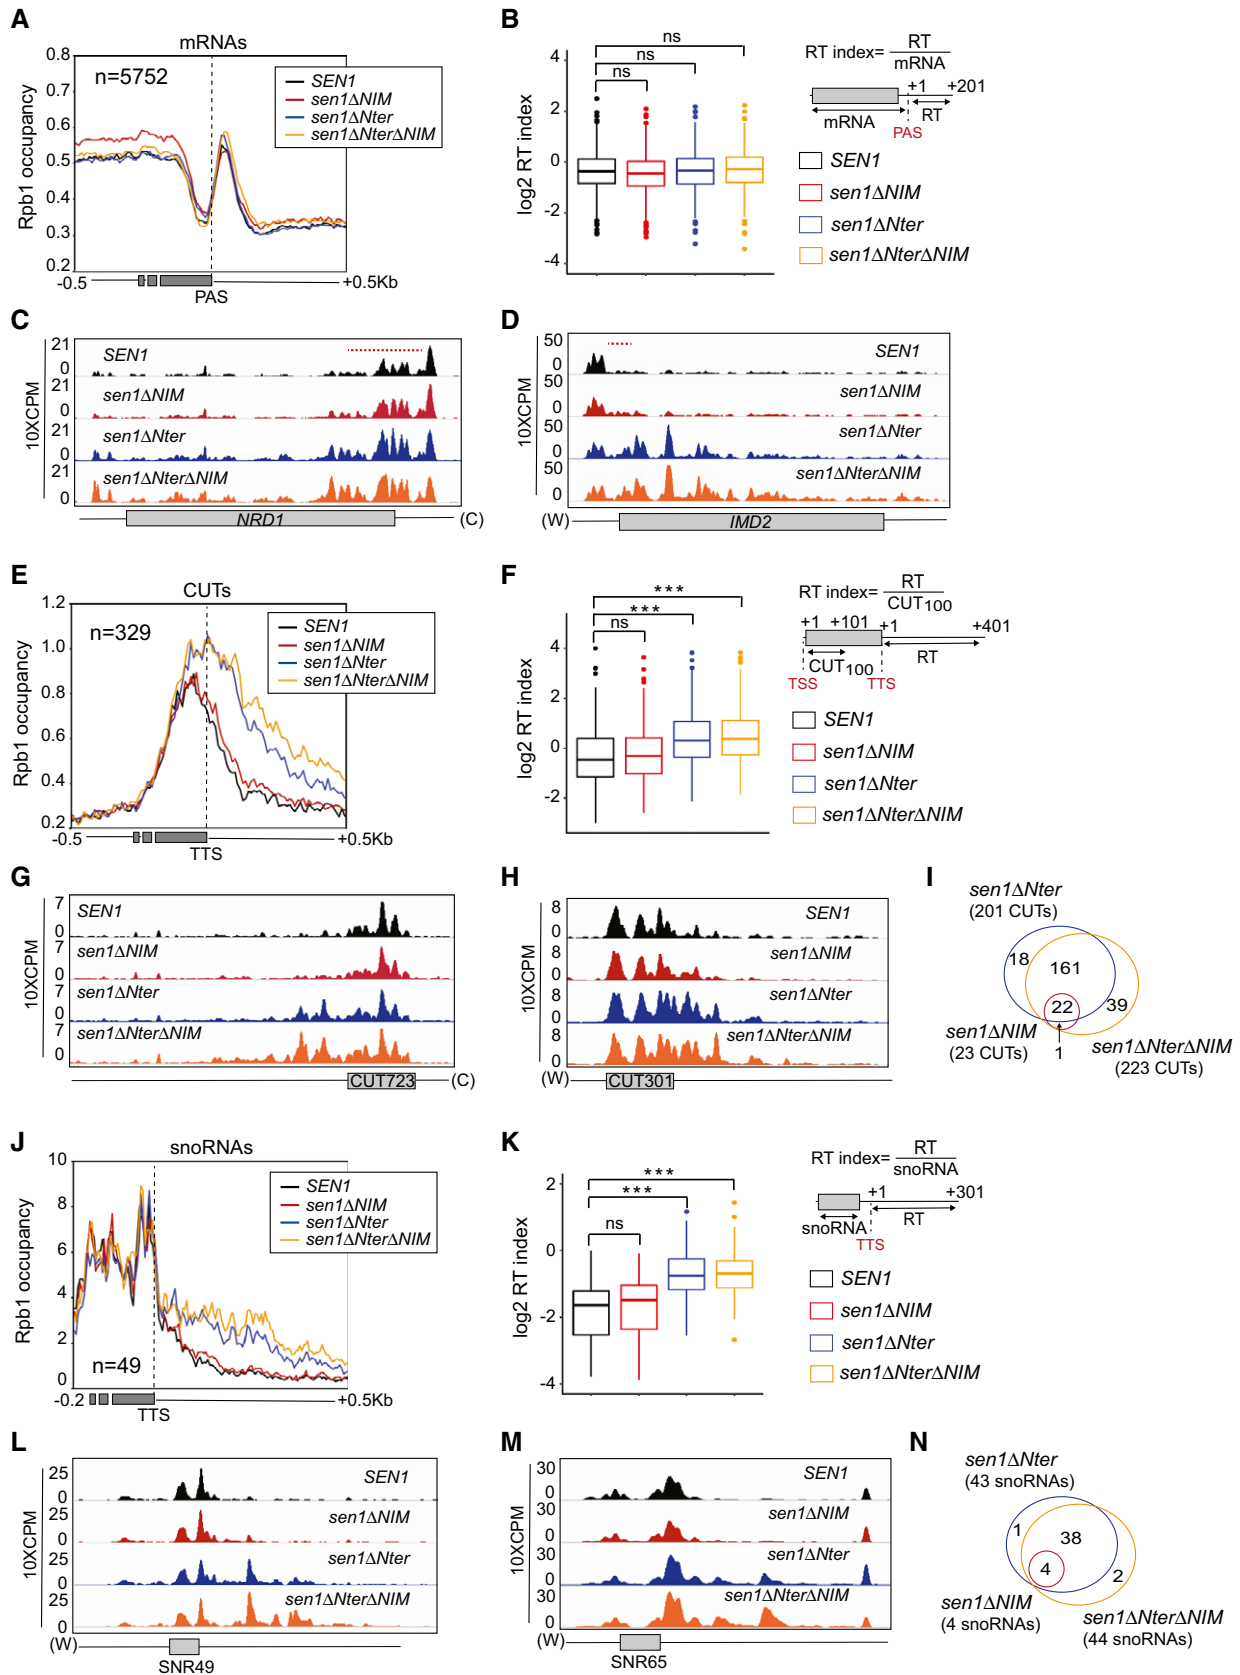 A
mRNAs
n=5752
SEN1
sen1ΔNIM
sen1ΔNter
sen1ΔNterΔNIM
Rpb1 occupancy
0.8
0.7
0.6
0.5
0.4
0.3
0.2
-0.5
PAS
+0.5Kb
B
ns
ns
ns
log2 RT index
4
2
0
-2
-4
RT index= RT
mRNA
+1
+201
RT
mRNA
PAS
SEN1
sen1ΔNIM
sen1ΔNter
sen1ΔNterΔNIM
C
10XCPM
21
0
SEN1
21
0
sen1ΔNIM
21
0
sen1ΔNter
21
0
sen1ΔNterΔNIM
NRD1
(C)
D
10XCPM
50
0
SEN1
50
0
sen1ΔNIM
50
0
sen1ΔNter
50
0
sen1ΔNterΔNIM
(W)
IMD2
E
CUTs
n=329
SEN1
sen1ΔNIM
sen1ΔNter
sen1ΔNterΔNIM
Rpb1 occupancy
1.2
1.0
0.8
0.6
0.4
0.2
-0.5
TTS
+0.5Kb
F
***
***
ns
log2 RT index
4
2
0
-2
RT index= RT
CUT100
+1
+101
+1
+401
CUT100
RT
TSS
TTS
SEN1
sen1ΔNIM
sen1ΔNter
sen1ΔNterΔNIM
G
10XCPM
7
0
SEN1
7
0
sen1ΔNIM
7
0
sen1ΔNter
7
0
sen1ΔNterΔNIM
CUT723
(C)
H
10XCPM
8
0
SEN1
8
0
sen1ΔNIM
8
0
sen1ΔNter
8
0
sen1ΔNterΔNIM
(W)
CUT301
I
sen1ΔNter
(201 CUTs)
18
161
22
39
1
sen1ΔNIM
(23 CUTs)
sen1ΔNterΔNIM
(223 CUTs)
J
snoRNAs
SEN1
sen1ΔNIM
sen1ΔNter
sen1ΔNterΔNIM
Rpb1 occupancy
10
8
6
4
2
0
n=49
-0.2
TTS
+0.5Kb
K
***
***
ns
log2 RT index
2
0
-2
-4
RT index= RT
snoRNA
+1
+301
snoRNA
RT
TTS
SEN1
sen1ΔNIM
sen1ΔNter
sen1ΔNterΔNIM
L
10XCPM
25
0
SEN1
25
0
sen1ΔNIM
25
0
sen1ΔNter
25
0
sen1ΔNterΔNIM
(W)
SNR49
M
10XCPM
30
0
SEN1
30
0
sen1ΔNIM
30
0
sen1ΔNter
30
0
sen1ΔNterΔNIM
(W)
SNR65
N
sen1ΔNter
(43 snoRNAs)
1
38
4
2
sen1ΔNIM
(4 snoRNAs)
sen1ΔNterΔNIM
(44 snoRNAs)